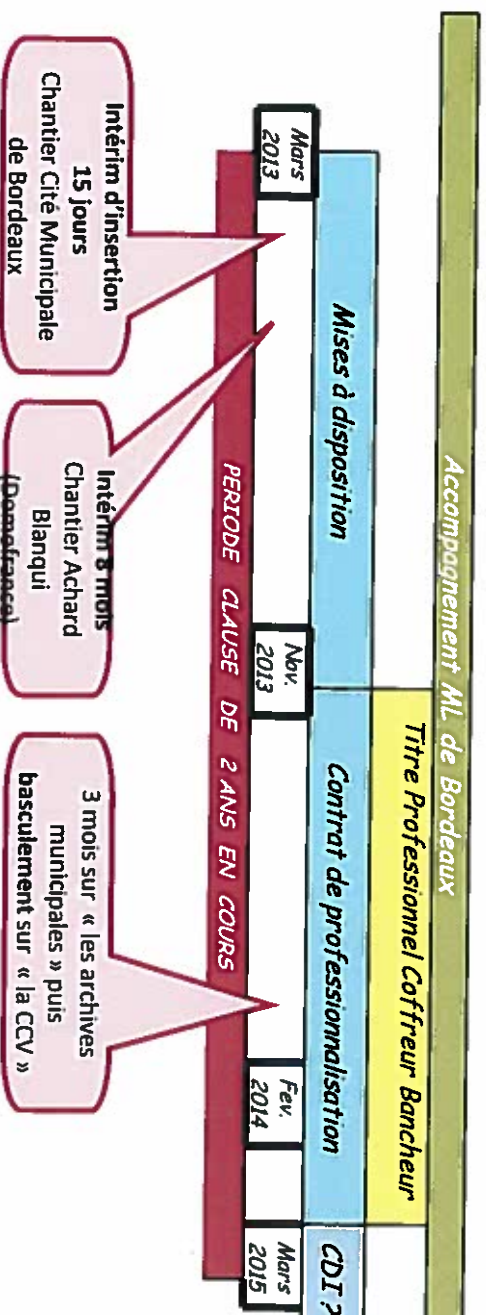 Accompagnement ML de Bordeaux
Titre Professionnel Coffreur Bancheur
Mises à disposition
Contrat de professionnalisation
CDI ?
Mars
2013
Nov.
2013
Fev.
2014
Mars
2015
PERIODE CLAUSE DE 2 ANS EN COURS
Intérim d'insertion
15 jours
Chantier Cité Municipale
de Bordeaux
Intérim 8 mois
Chantier Achard
Blanqui
(Domofrance)
3 mois sur « les archives
municipales » puis
basculement sur « la CCV »